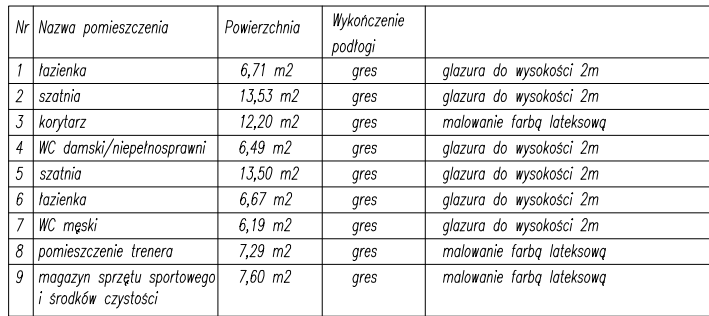 Nr Nazwa pomieszczenia Powierzchnia Wykończenie
podłogi
1 łazienka 6,71 m2 gres glazura do wysokości 2m
2 szatnia 13,53 m2 gres glazura do wysokości 2m
3 korytarz 12,20 m2 gres malowanie farbą lateksową
4 WC damski/niepełnosprawni 6,49 m2 gres glazura do wysokości 2m
5 szatnia 13,50 m2 gres glazura do wysokości 2m
6 łazienka 6,67 m2 gres glazura do wysokości 2m
7 WC męski 6,19 m2 gres glazura do wysokości 2m
8 pomieszczenie trenera 7,29 m2 gres malowanie farbą lateksową
9 magazyn sprzętu sportowego 7,60 m2 gres malowanie farbą lateksową
i środków czystości